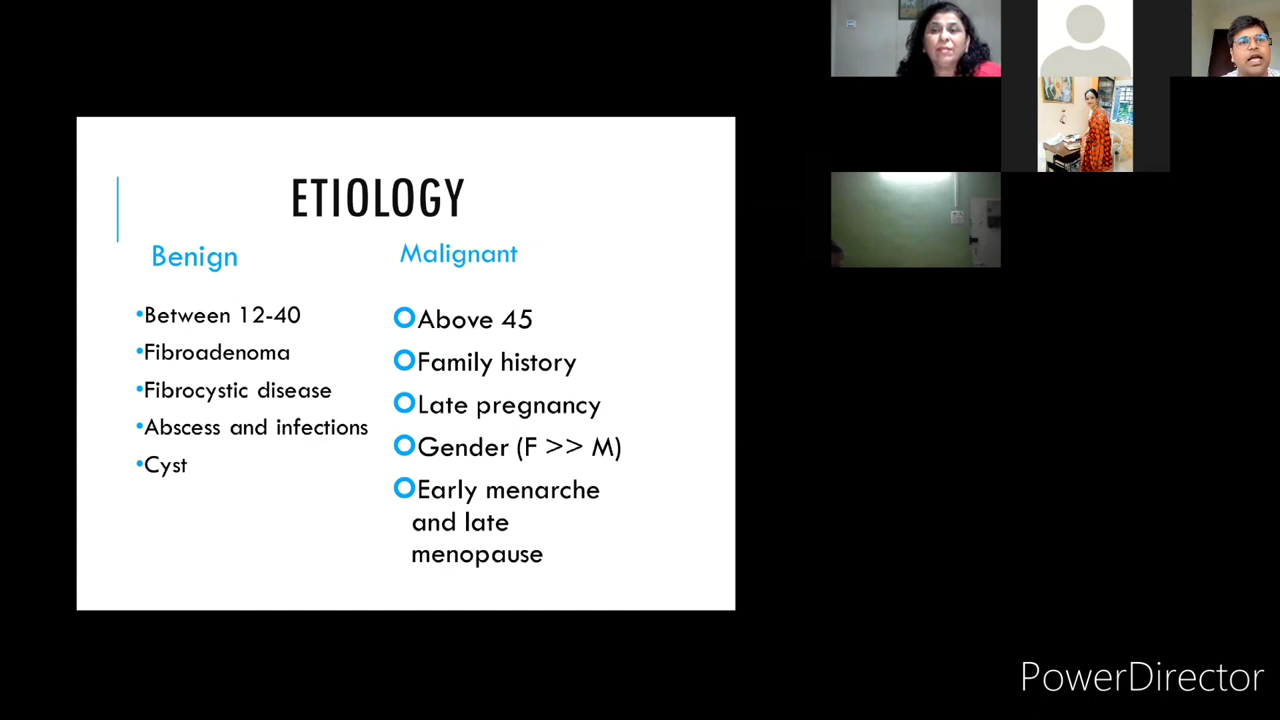 ETIOLOGY
Benign
•Between 12-40
•Fibroadenoma
•Fibrocystic disease
•Abscess and infections
•Cyst
Malignant
Above 45
Family history
Late pregnancy
Gender (F >> M)
Early menarche
and late
menopause
PowerDirector